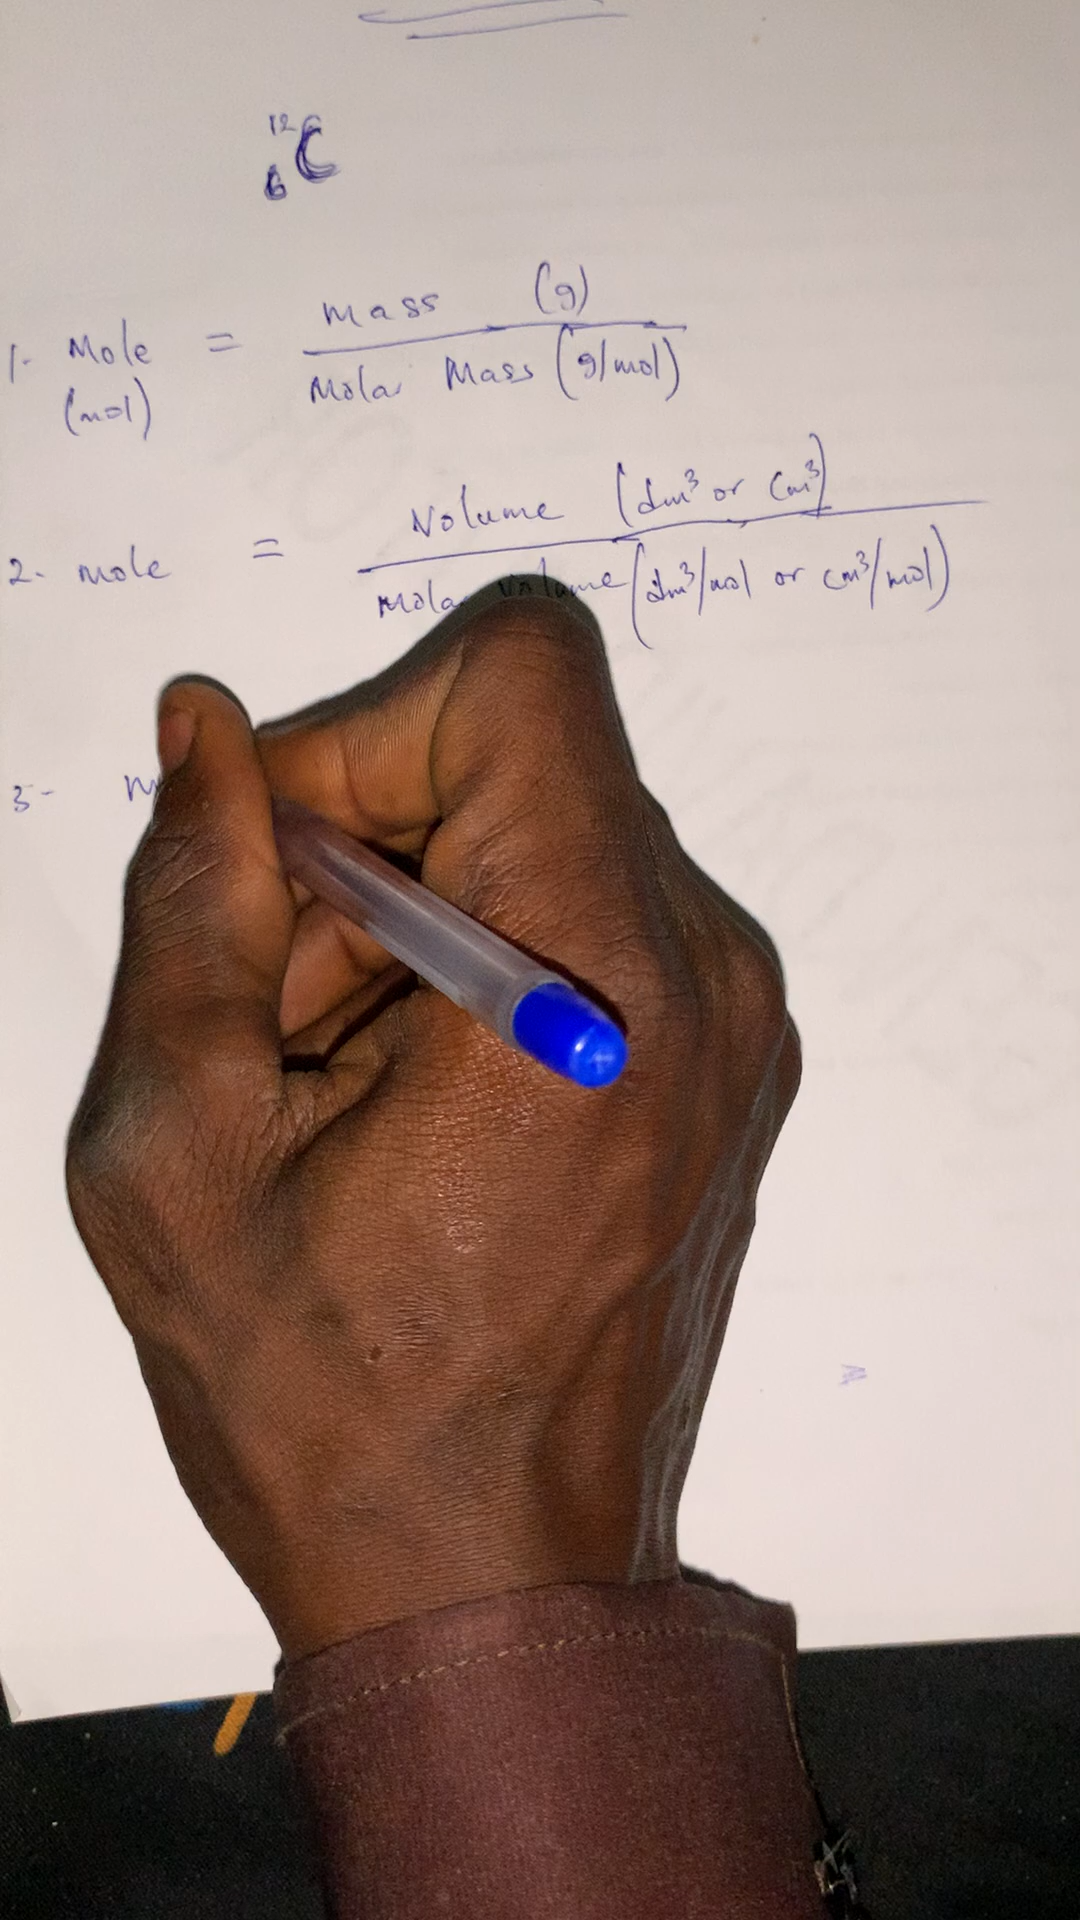 12
6 C
1. Mole = Mass (g)
(mol) Molar Mass (g/mol)
2. mole = Volume (dm³ or cm³)
Molar Volume (dm³/mol or cm³/mol)
3-